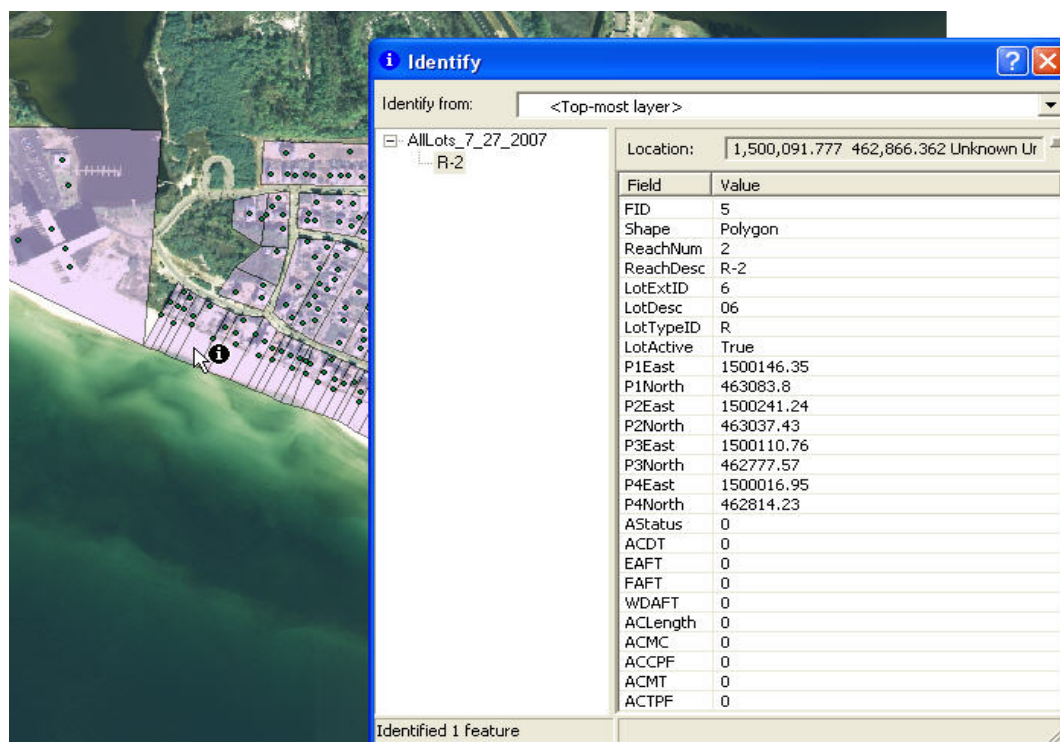 Identify
Identify from: <Top-most layer>
AllLots_7_27_2007
R-2
Location: 1,500,091.777 462,866.362 Unknown Ur
Field Value
FID 5
Shape Polygon
ReachNum 2
ReachDesc R-2
LotExtID 6
LotDesc 06
LotTypeID R
LotActive True
P1East 1500146.35
P1North 463083.8
P2East 1500241.24
P2North 463037.43
P3East 1500110.76
P3North 462777.57
P4East 1500016.95
P4North 462814.23
AStatus 0
ACDT 0
EAFT 0
FAFT 0
WDAFT 0
ACLength 0
ACMC 0
ACCPF 0
ACMT 0
ACTPF 0
Identified 1 feature